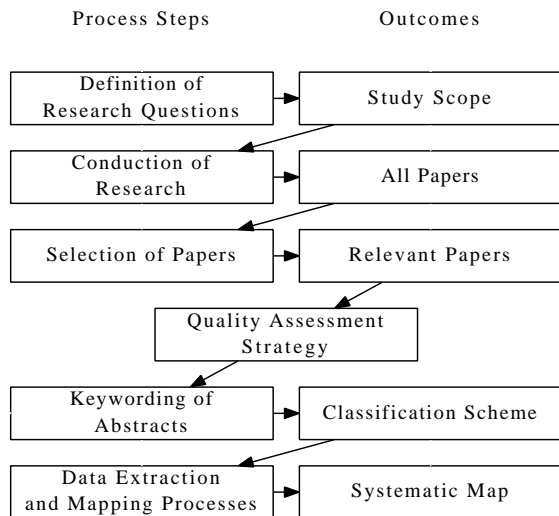 Process Steps
Outcomes
Definition of
Research Questions
Study Scope
Conduction of
Research
All Papers
Selection of Papers
Relevant Papers
Quality Assessment
Strategy
Keywording of
Abstracts
Classification Scheme
Data Extraction
and Mapping Processes
Systematic Map